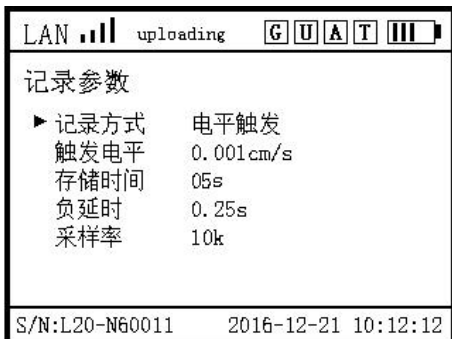 LAN uploading G U A T
记录参数
▶ 记录方式 电平触发
触发电平 0.001cm/s
存储时间 05s
负延时 0.25s
采样率 10k
S/N:L20-N60011 2016-12-21 10:12:12